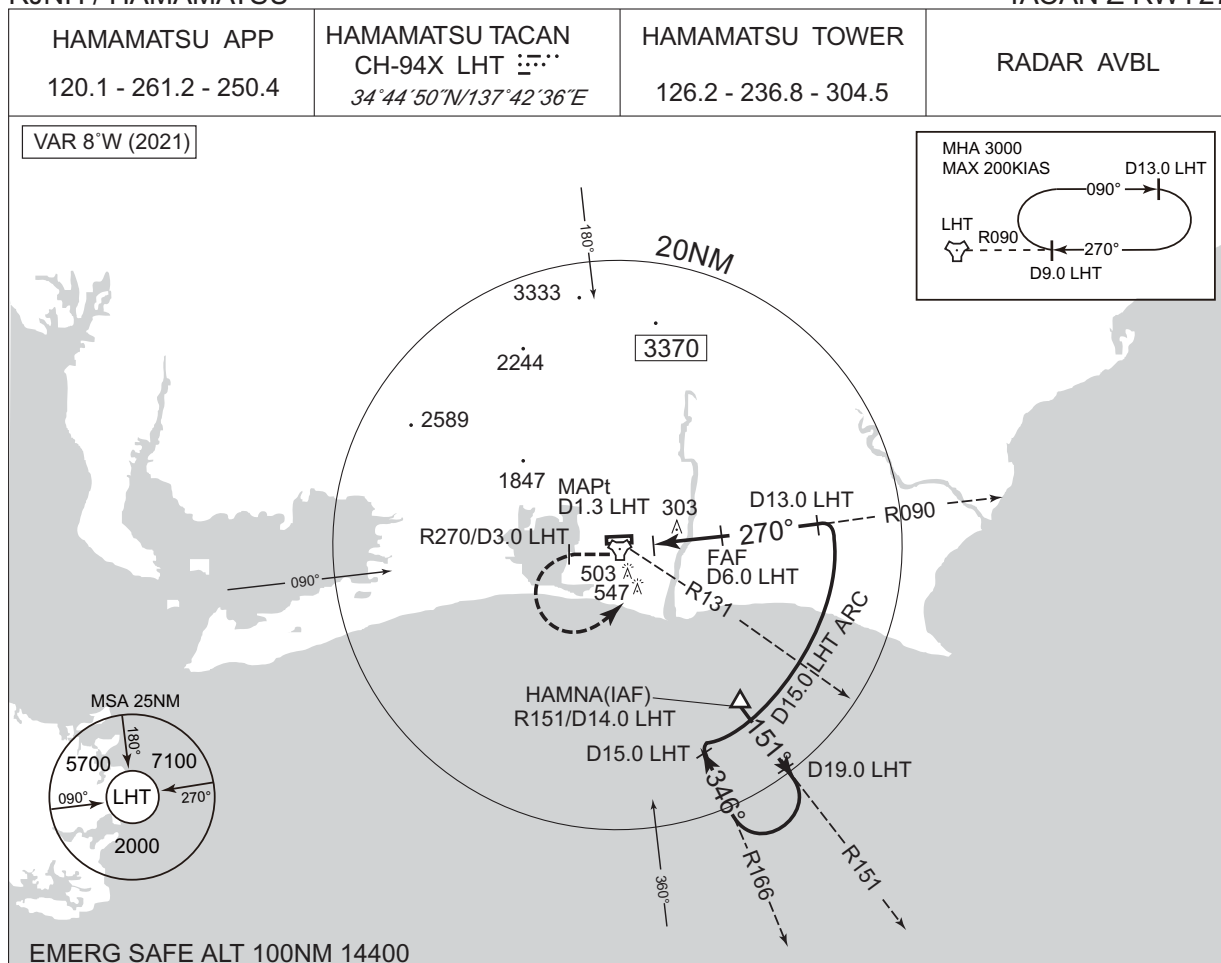 HAMAMATSU APP
120.1 - 261.2 - 250.4
HAMAMATSU TACAN
CH-94X LHT
34°44´50˝N/137°42´36˝E
HAMAMATSU TOWER
126.2 - 236.8 - 304.5
RADAR AVBL
VAR 8°W (2021)
MHA 3000
MAX 200KIAS
D13.0 LHT
090°
LHT
R090
270°
D9.0 LHT
180°
20NM
3333
3370
2244
2589
1847
MAPt
D1.3 LHT
303
D13.0 LHT
R090
270°
R270/D3.0 LHT
FAF
D6.0 LHT
503
547
R131
090°
D15.0 LHT ARC
HAMNA(IAF)
R151/D14.0 LHT
151°
D15.0 LHT
D19.0 LHT
346°
R166
R151
360°
MSA 25NM
180°
5700
7100
090°
LHT
270°
2000
EMERG SAFE ALT 100NM 14400